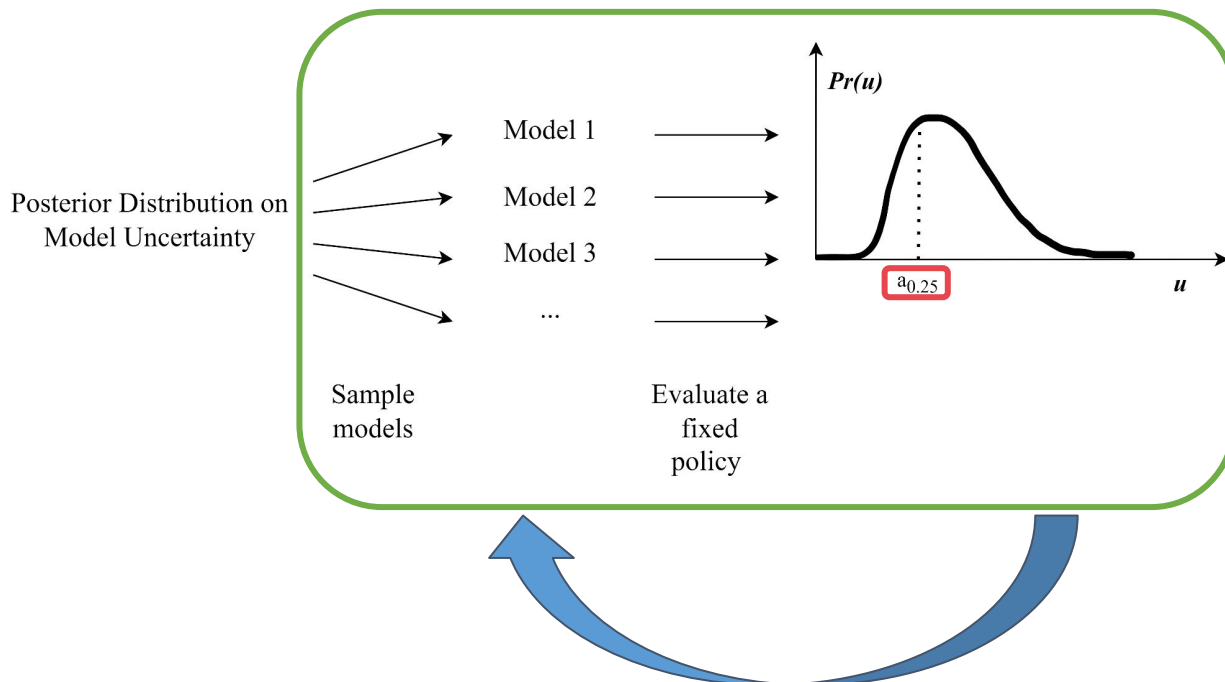 Posterior Distribution on
Model Uncertainty
Model 1
Model 2
Model 3
...
Sample
models
Evaluate a
fixed
policy
Pr(u)
a0.25
u